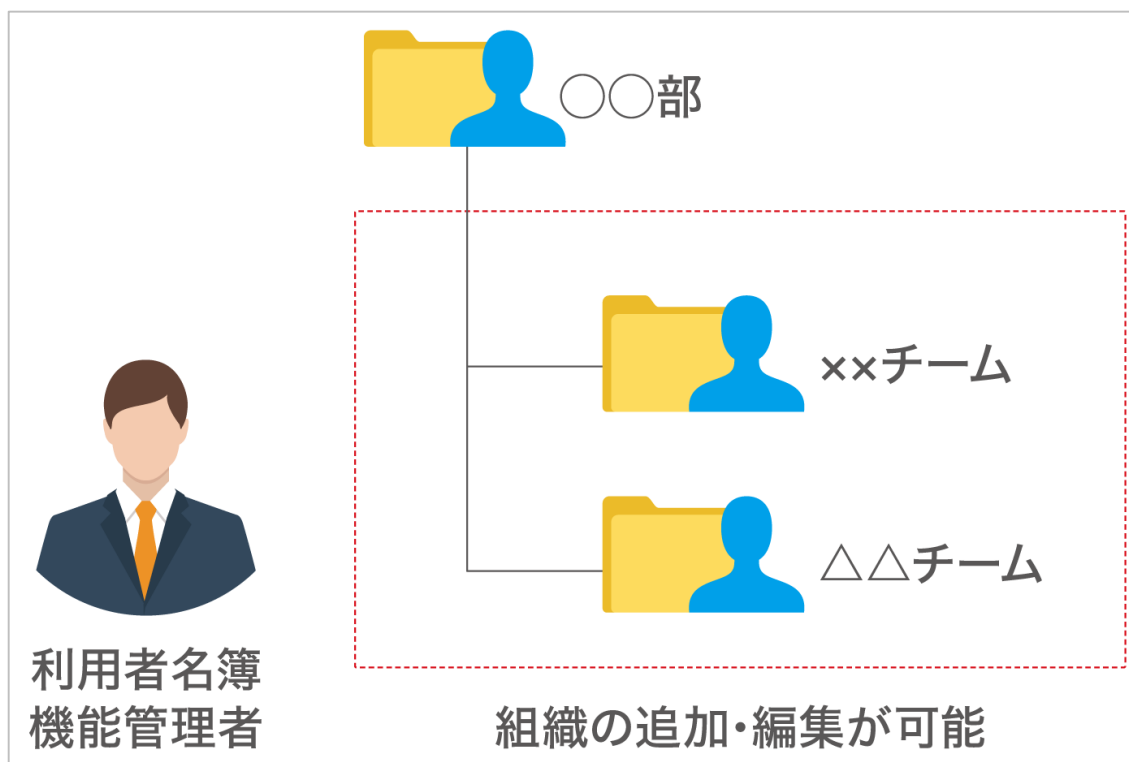 ○○部
××チーム
△△チーム
利用者名簿
機能管理者
組織の追加・編集が可能